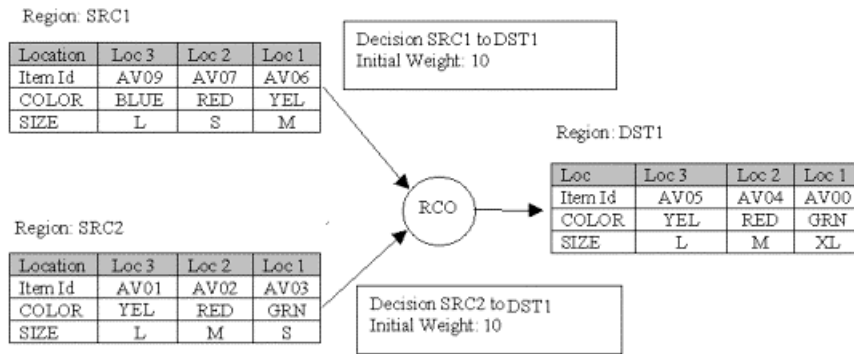 Region: SRC1
Location Loc 3 Loc 2 Loc 1
Item Id AV09 AV07 AV06
COLOR BLUE RED YEL
SIZE L S M
Decision SRC1 to DST1
Initial Weight: 10
Region: DST1
Loc Loc 3 Loc 2 Loc 1
Item Id AV05 AV04 AV00
COLOR YEL RED GRN
SIZE L M XL
RCO
Region: SRC2
Location Loc 3 Loc 2 Loc 1
Item Id AV01 AV02 AV03
COLOR YEL RED GRN
SIZE L M S
Decision SRC2 to DST1
Initial Weight: 10